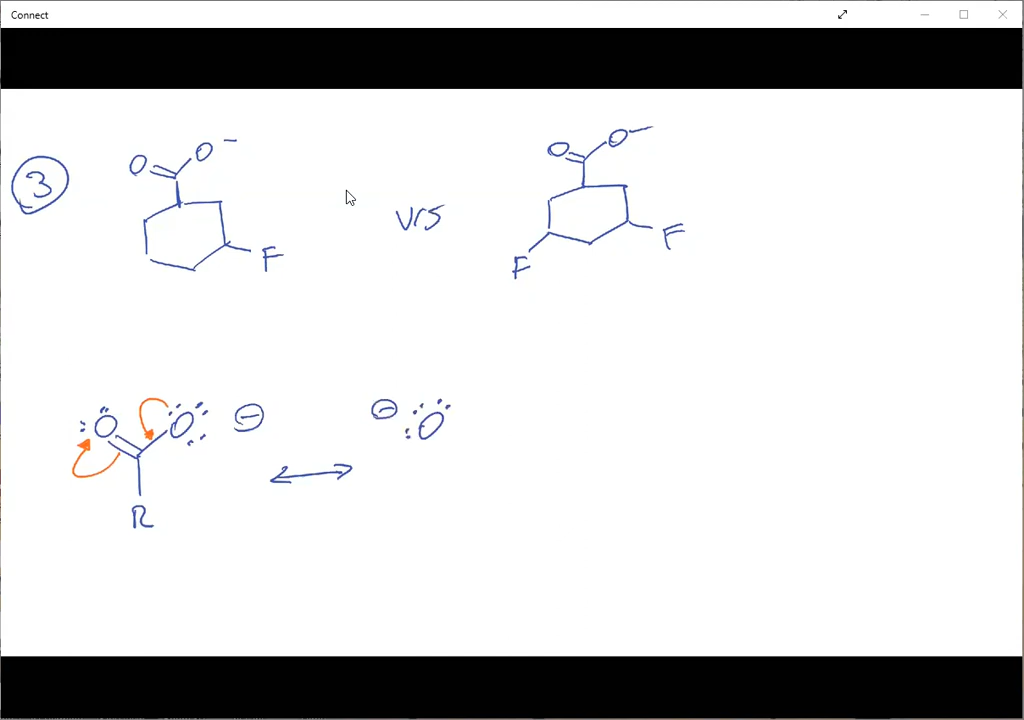 Connect
3
O O -
F
vrs
O O -
F F
O O -
R
- O